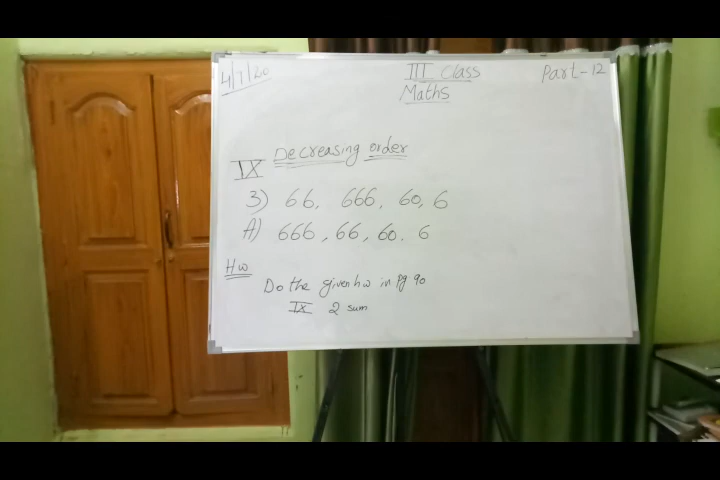 4/7/20 III Class Part-12
Maths
IX Decreasing order
3) 66, 666, 60, 6
A) 666, 66, 60, 6
Hw
Do the given hw in Pg 90
IX 2 sum